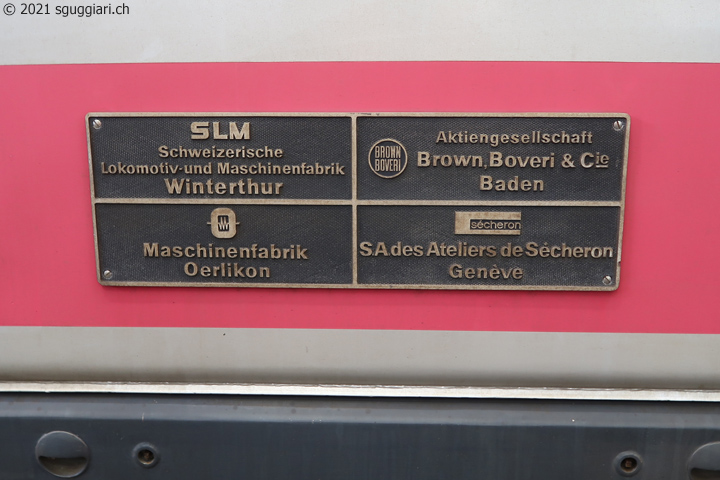 © 2021 sguggiari.ch
SLM
Schweizerische
Lokomotiv-und Maschinenfabrik
Winterthur
BROWN
BOVERI
Aktiengesellschaft
Brown, Boveri & Cie
Baden
Maschinenfabrik
Oerlikon
sécheron
S.A.des Ateliers de Sécheron
Genève